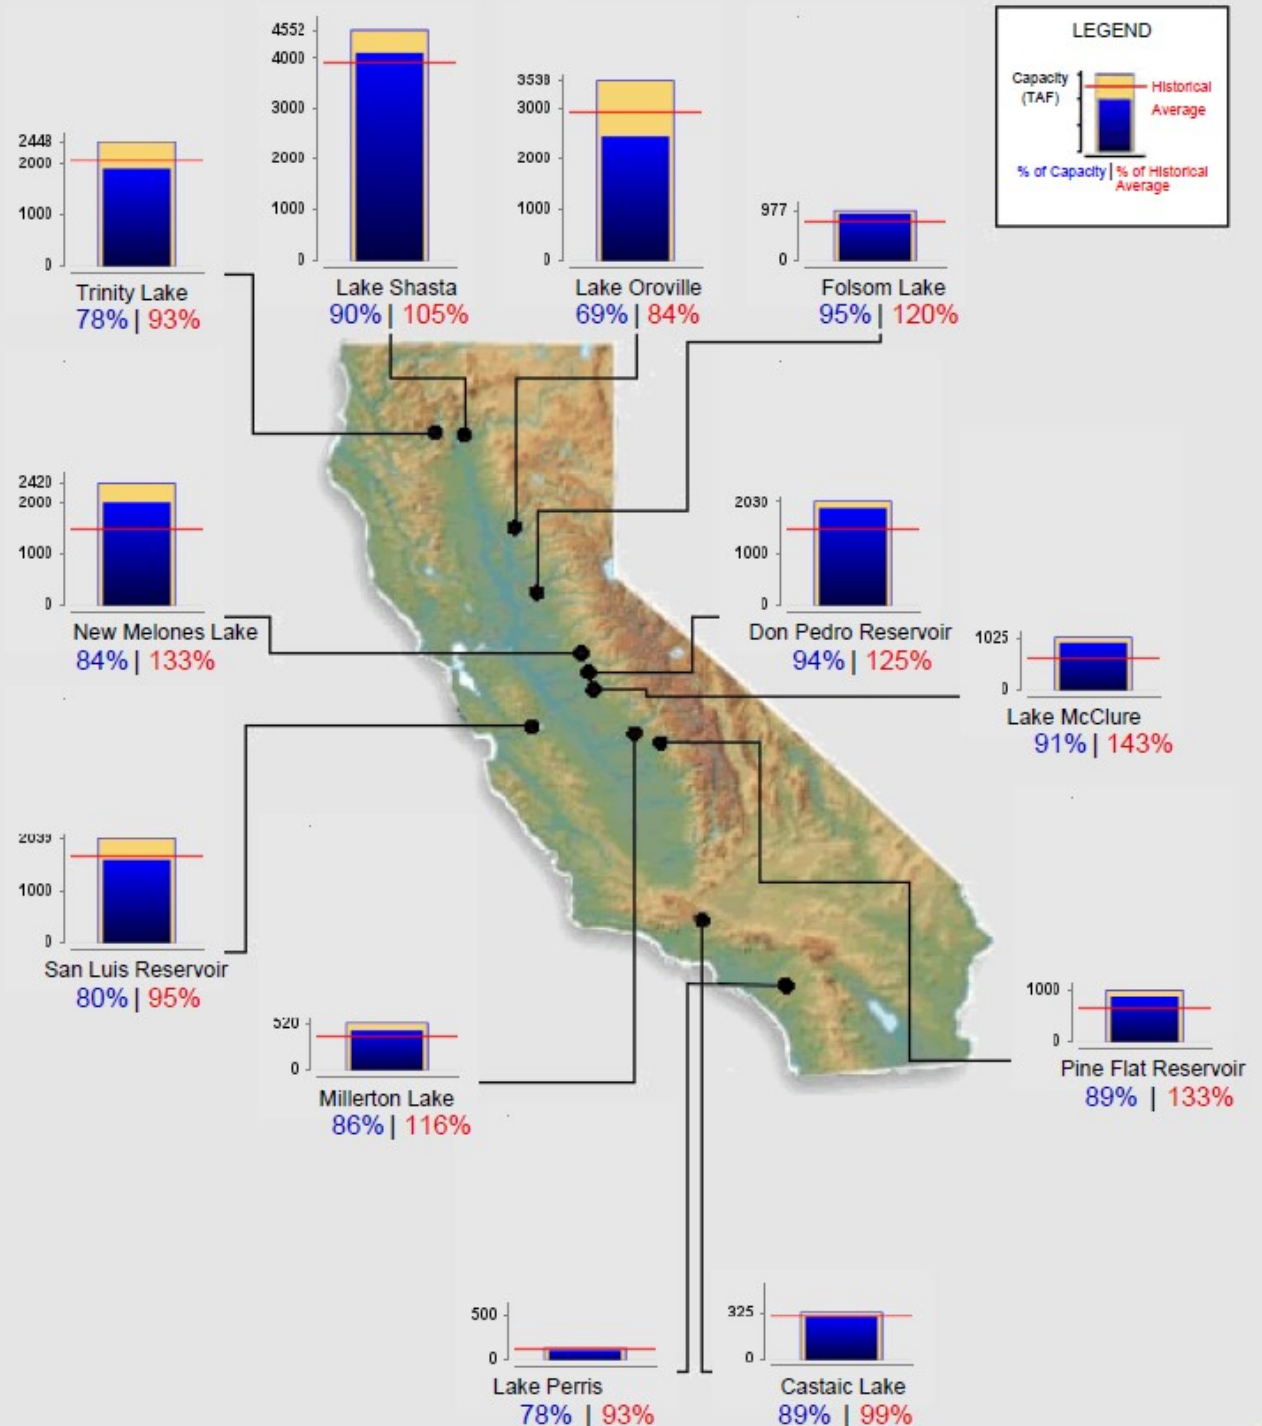 LEGEND
Capacity
(TAF)
Historical
Average
% of Capacity | % of Historical
Average
2448
2000
1000
0
Trinity Lake
78% | 93%
4552
4000
3000
2000
1000
0
Lake Shasta
90% | 105%
3538
3000
2000
1000
0
Lake Oroville
69% | 84%
977
0
Folsom Lake
95% | 120%
2420
2000
1000
0
New Melones Lake
84% | 133%
2030
1000
0
Don Pedro Reservoir
94% | 125%
1025
0
Lake McClure
91% | 143%
2039
1000
0
San Luis Reservoir
80% | 95%
520
0
Millerton Lake
86% | 116%
1000
0
Pine Flat Reservoir
89% | 133%
500
0
Lake Perris
78% | 93%
325
0
Castaic Lake
89% | 99%